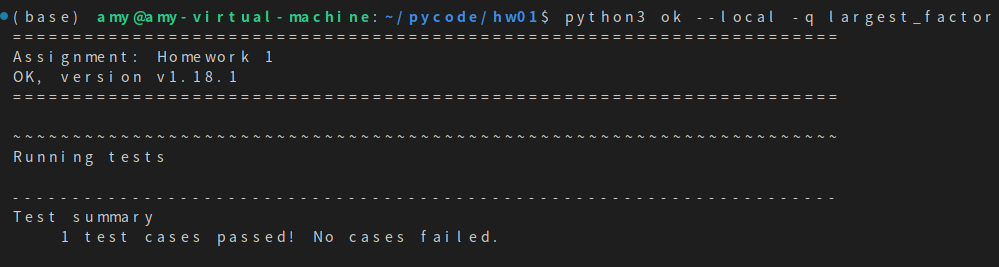 (base) amy@amy-virtual-machine:~/pycode/hw01$ python3 ok --local -q largest_factor
=====================================================================
Assignment: Homework 1
OK, version v1.18.1
=====================================================================
~~~~~~~~~~~~~~~~~~~~~~~~~~~~~~~~~~~~~~~~~~~~~~~~~~~~~~~~~~~~~~~~~~~~~
Running tests
---------------------------------------------------------------------
Test summary
    1 test cases passed! No cases failed.